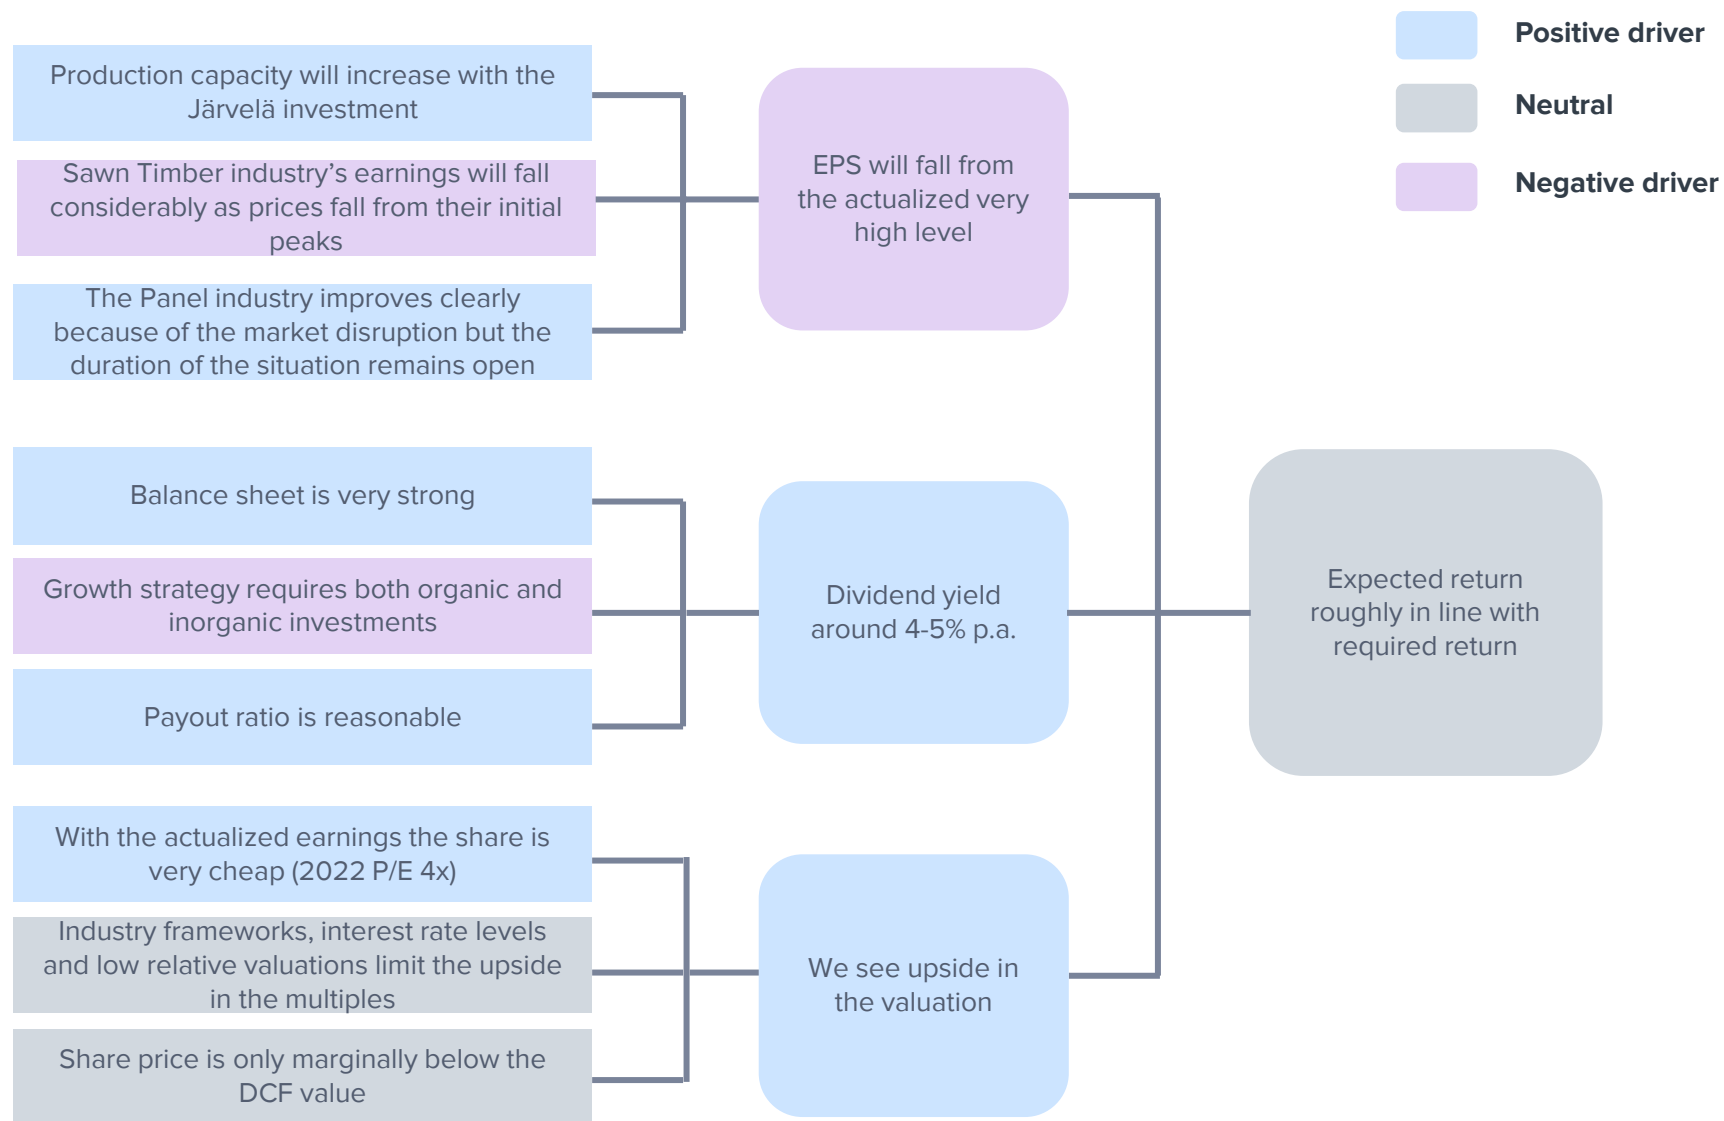 Positive driver
Neutral
Negative driver
Production capacity will increase with the
Järvelä investment
Sawn Timber industry’s earnings will fall
considerably as prices fall from their initial
peaks
The Panel industry improves clearly
because of the market disruption but the
duration of the situation remains open
EPS will fall from
the actualized very
high level
Balance sheet is very strong
Growth strategy requires both organic and
inorganic investments
Payout ratio is reasonable
Dividend yield
around 4-5% p.a.
With the actualized earnings the share is
very cheap (2022 P/E 4x)
Industry frameworks, interest rate levels
and low relative valuations limit the upside
in the multiples
Share price is only marginally below the
DCF value
We see upside in
the valuation
Expected return
roughly in line with
required return